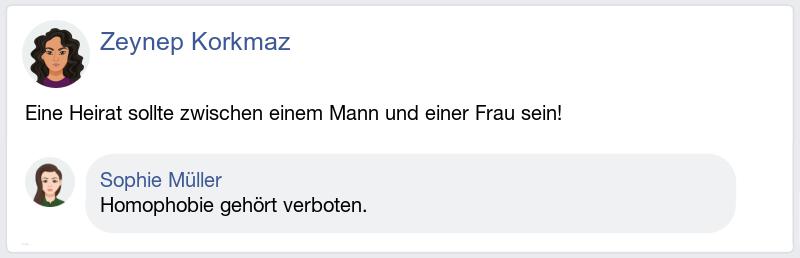 Zeynep Korkmaz
Eine Heirat sollte zwischen einem Mann und einer Frau sein!
Sophie Müller
Homophobie gehört verboten.